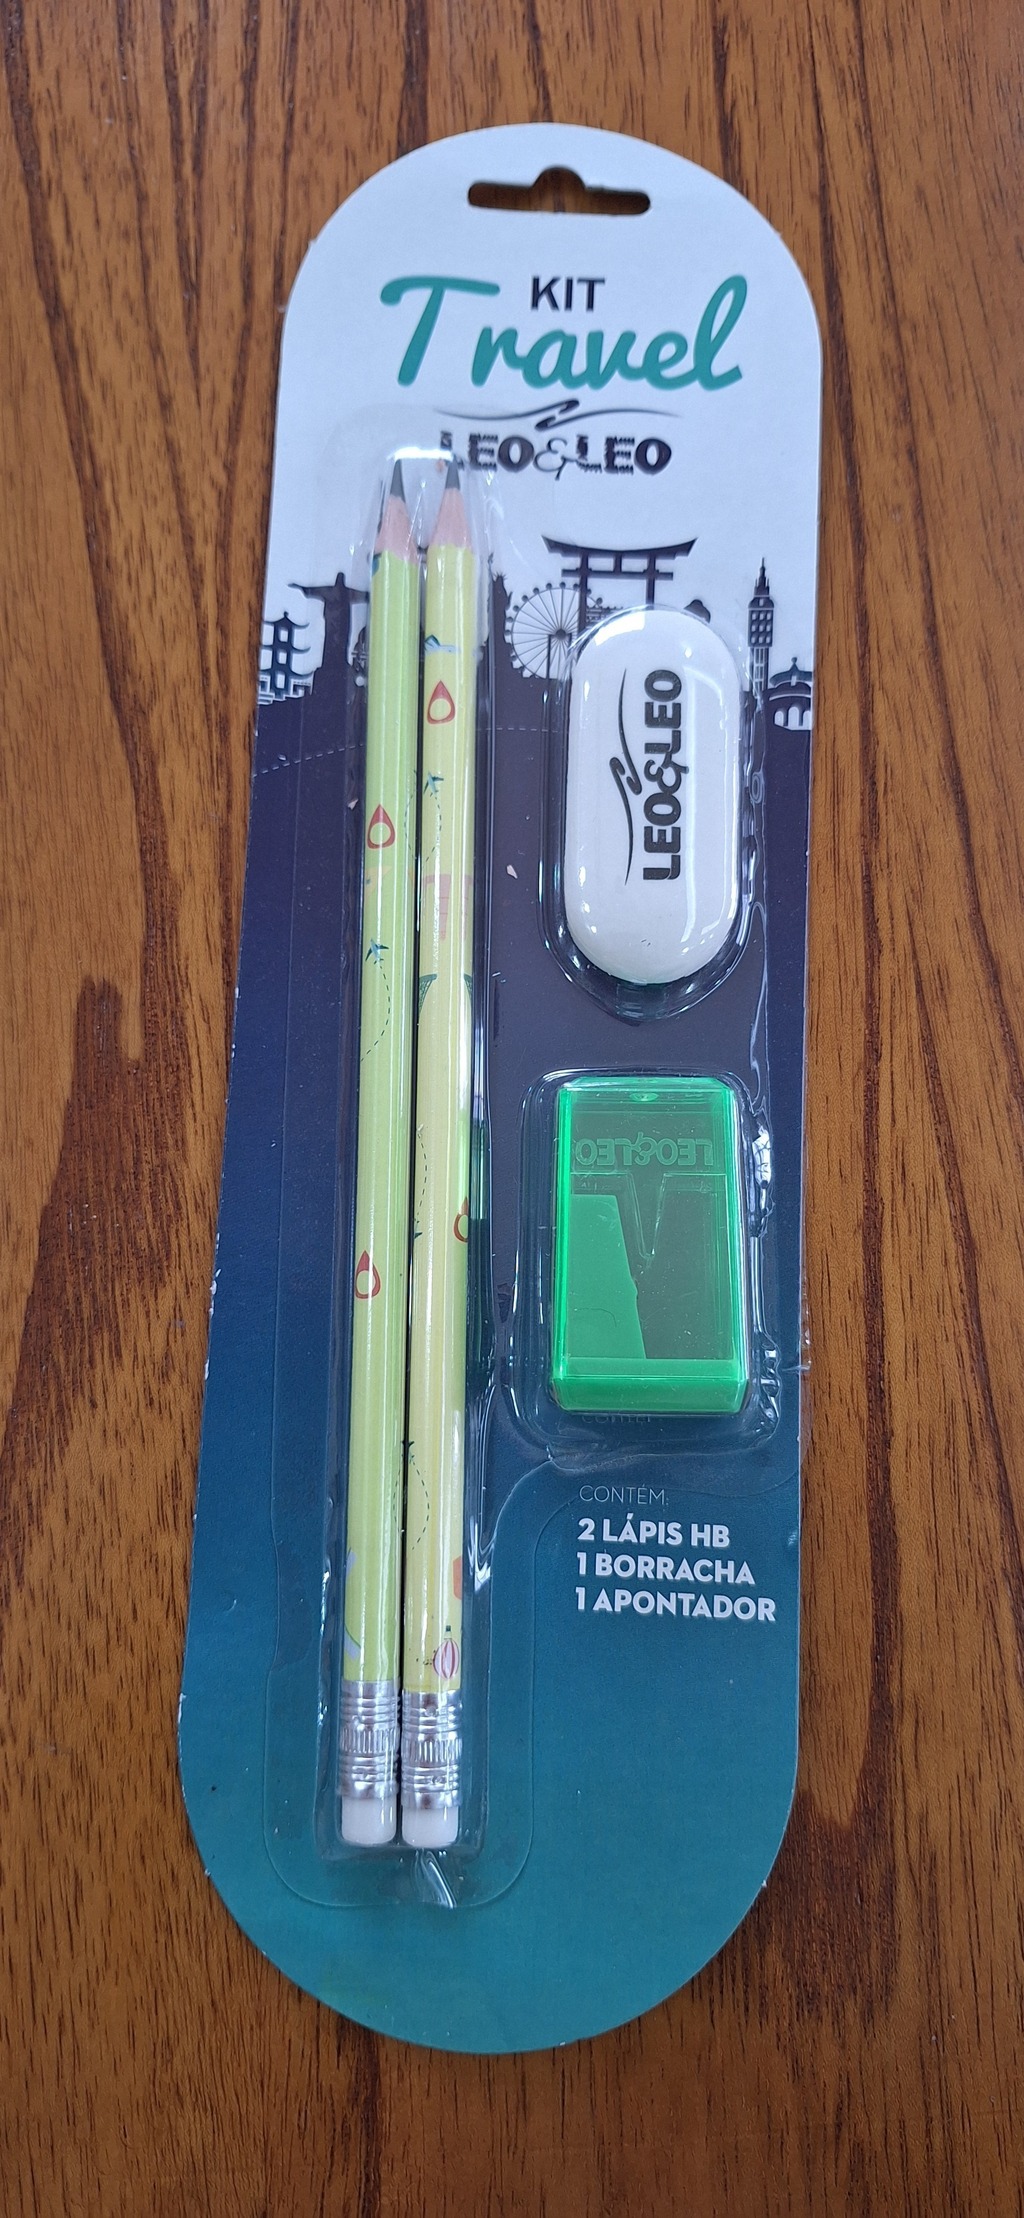 KIT
Travel
LEO&LEO
LEO&LEO
LEO&LEO
CONTÉM:
2 LÁPIS HB
1 BORRACHA
1 APONTADOR